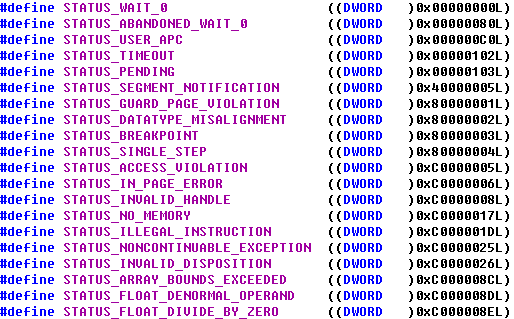 #define STATUS_WAIT_0                    ((DWORD   )0x00000000L)
#define STATUS_ABANDONED_WAIT_0          ((DWORD   )0x00000080L)
#define STATUS_USER_APC                  ((DWORD   )0x000000C0L)
#define STATUS_TIMEOUT                   ((DWORD   )0x00000102L)
#define STATUS_PENDING                   ((DWORD   )0x00000103L)
#define STATUS_SEGMENT_NOTIFICATION      ((DWORD   )0x40000005L)
#define STATUS_GUARD_PAGE_VIOLATION      ((DWORD   )0x80000001L)
#define STATUS_DATATYPE_MISALIGNMENT     ((DWORD   )0x80000002L)
#define STATUS_BREAKPOINT                ((DWORD   )0x80000003L)
#define STATUS_SINGLE_STEP               ((DWORD   )0x80000004L)
#define STATUS_ACCESS_VIOLATION          ((DWORD   )0xC0000005L)
#define STATUS_IN_PAGE_ERROR             ((DWORD   )0xC0000006L)
#define STATUS_INVALID_HANDLE            ((DWORD   )0xC0000008L)
#define STATUS_NO_MEMORY                 ((DWORD   )0xC0000017L)
#define STATUS_ILLEGAL_INSTRUCTION       ((DWORD   )0xC000001DL)
#define STATUS_NONCONTINUABLE_EXCEPTION  ((DWORD   )0xC0000025L)
#define STATUS_INVALID_DISPOSITION       ((DWORD   )0xC0000026L)
#define STATUS_ARRAY_BOUNDS_EXCEEDED     ((DWORD   )0xC000008CL)
#define STATUS_FLOAT_DENORMAL_OPERAND    ((DWORD   )0xC000008DL)
#define STATUS_FLOAT_DIVIDE_BY_ZERO      ((DWORD   )0xC000008EL)